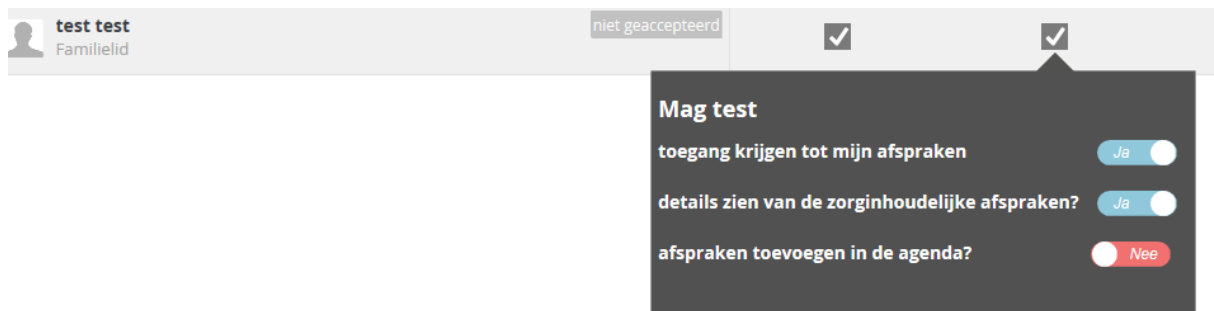 test test
niet geaccepteerd
Familielid
Mag test
toegang krijgen tot mijn afspraken
Ja
details zien van de zorginhoudelijke afspraken?
Ja
afspraken toevoegen in de agenda?
Nee